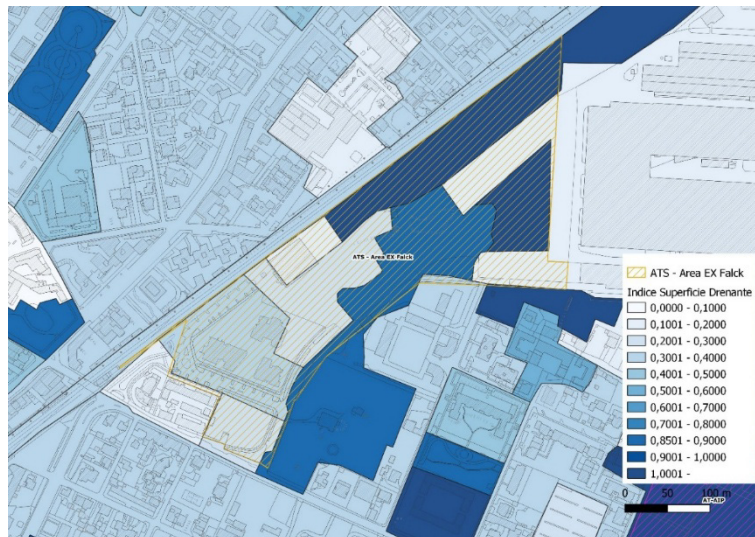 ATS - Area EX Falck
ATS - Area EX Falck
Indice Superficie Drenante
0,0000 - 0,1000
0,1001 - 0,2000
0,2001 - 0,3000
0,3001 - 0,4000
0,4001 - 0,5000
0,5001 - 0,6000
0,6001 - 0,7000
0,7001 - 0,8000
0,8501 - 0,9000
0,9001 - 1,0000
1,0001 -
0 50 100 m